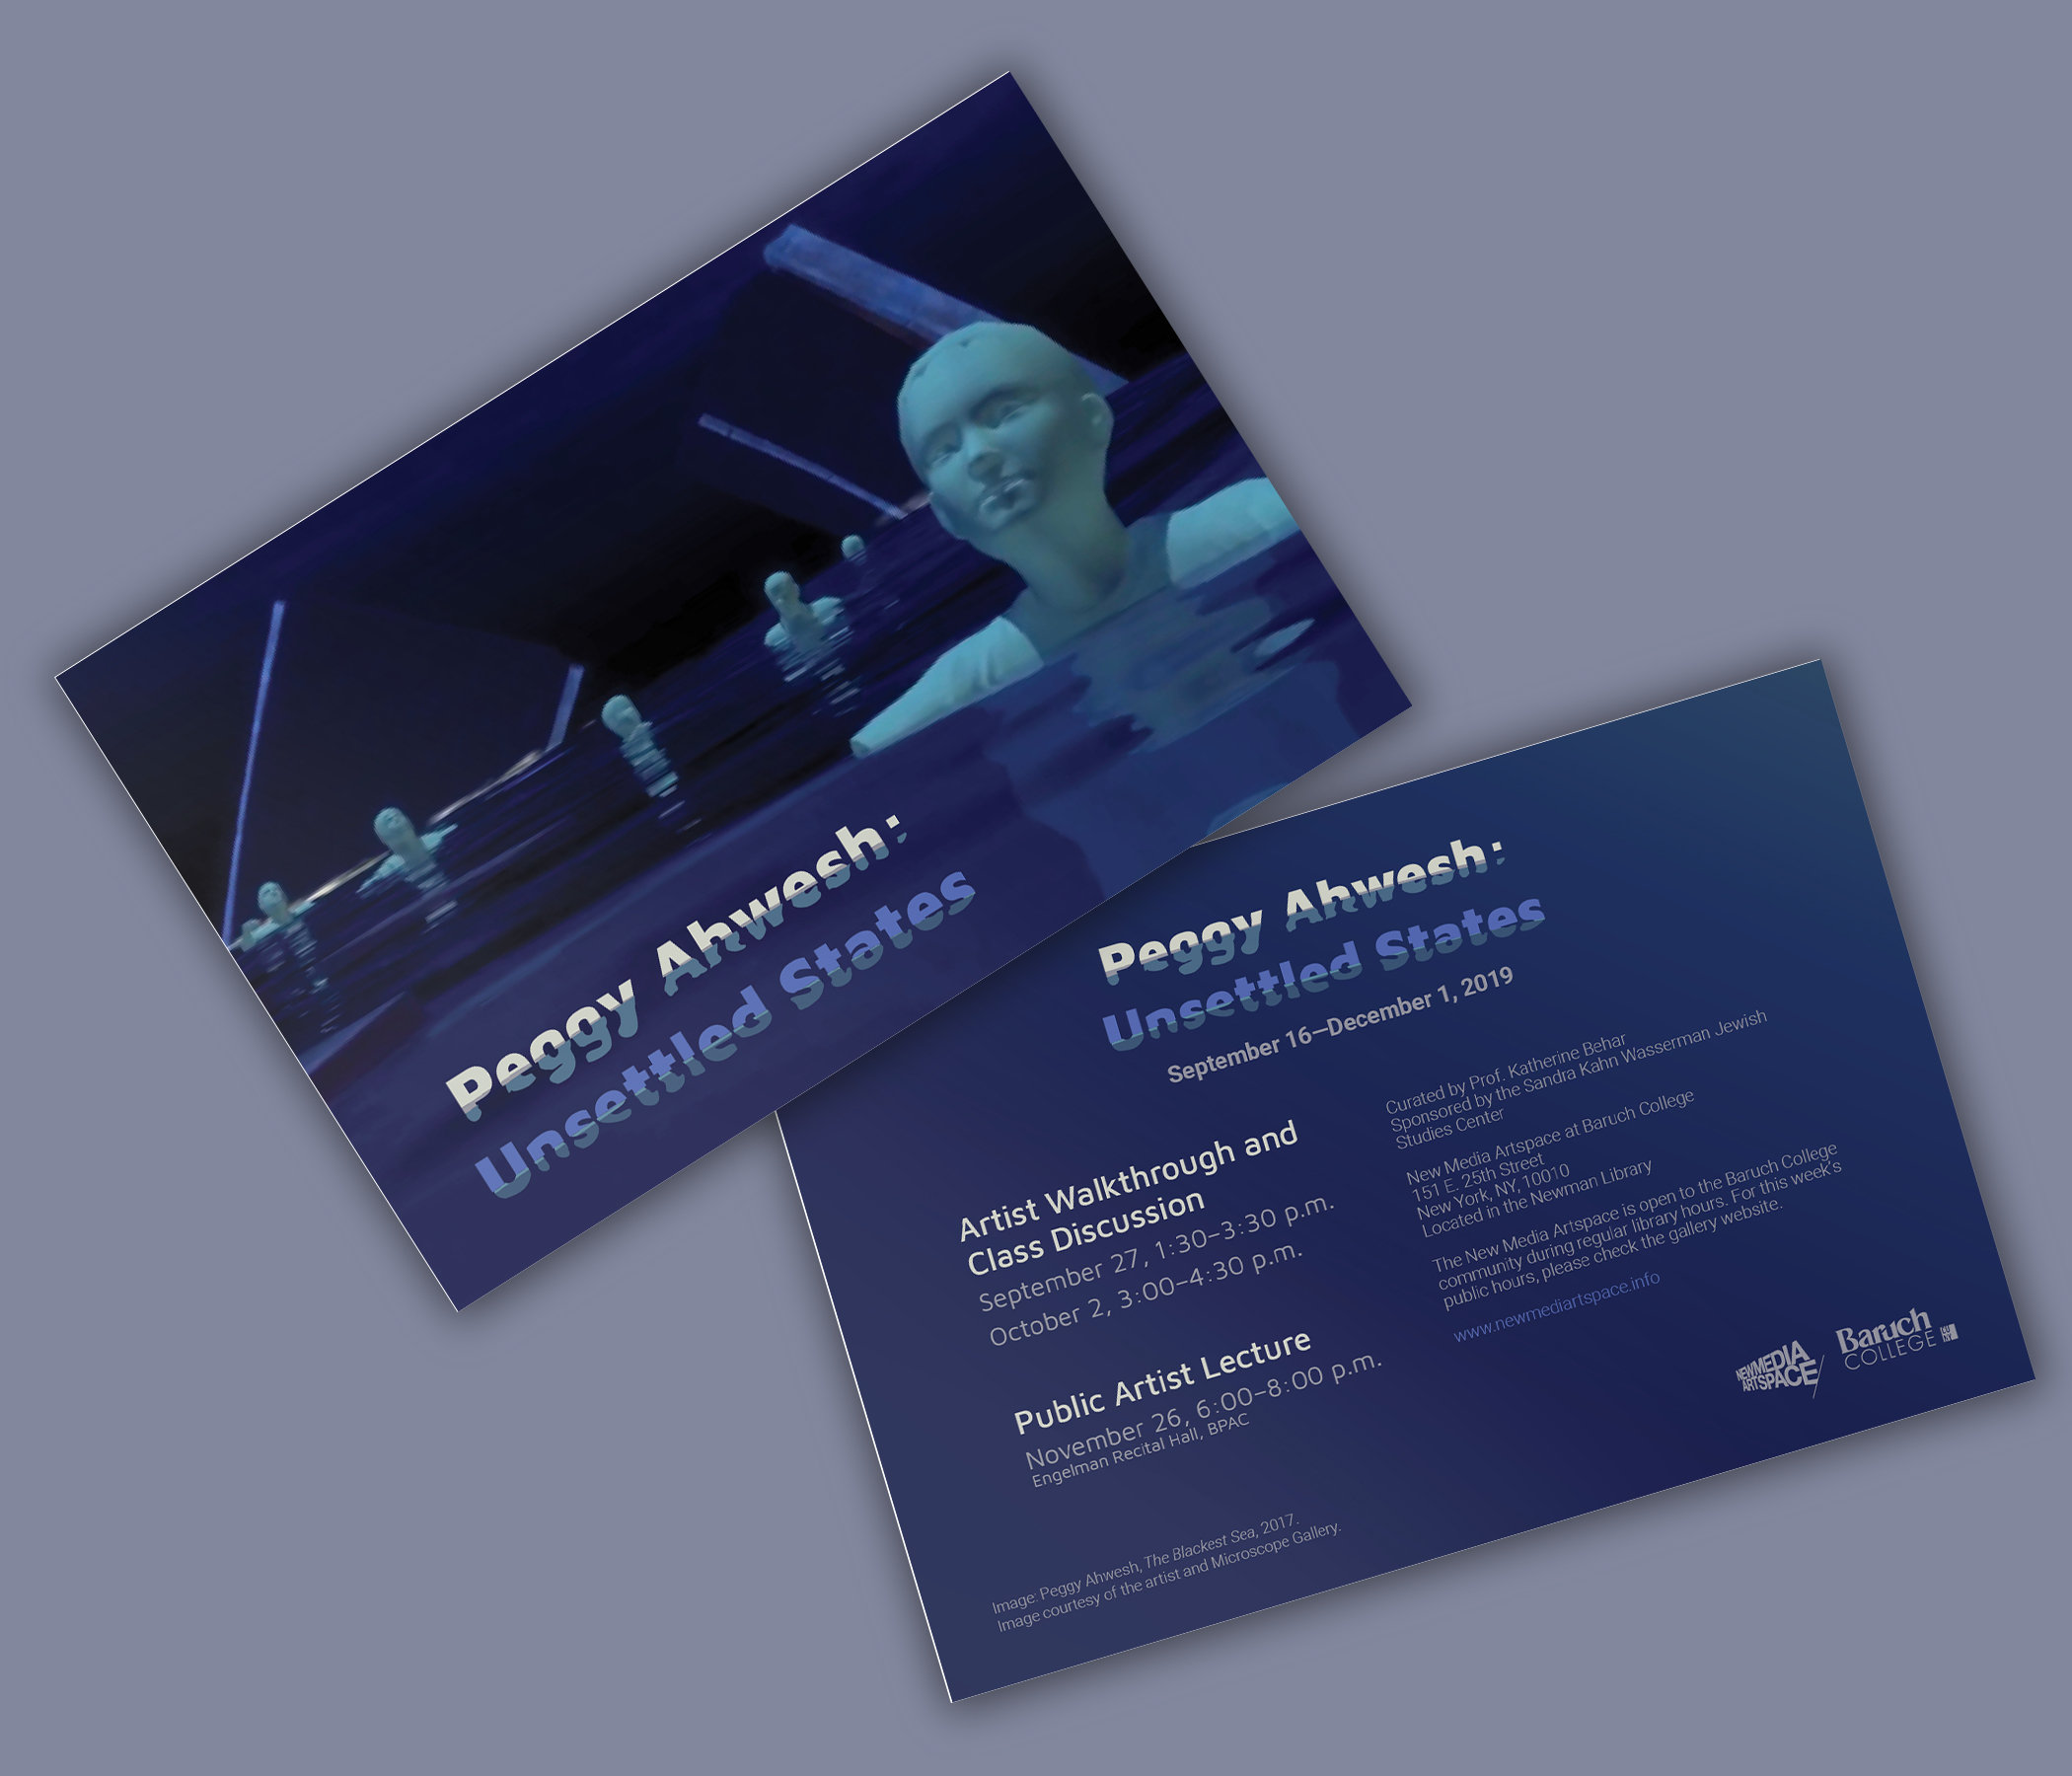 Peggy Ahwesh:
Unsettled States
Peggy Ahwesh:
Unsettled States
September 16—December 1, 2019
Artist Walkthrough and
Class Discussion
September 27, 1:30–3:30 p.m.
October 2, 3:00–4:30 p.m.
Public Artist Lecture
November 26, 6:00–8:00 p.m.
Engelman Recital Hall, BPAC
Image: Peggy Ahwesh, The Blackest Sea, 2017.
Image courtesy of the artist and Microscope Gallery.
Curated by Prof. Katherine Behar
Sponsored by the Sandra Kahn Wasserman Jewish
Studies Center
New Media Artspace at Baruch College
151 E. 25th Street
New York, NY, 10010
Located in the Newman Library
The New Media Artspace is open to the Baruch College
community during regular library hours. For this week's
public hours, please check the gallery website.
www.newmediartspace.info
NEWMEDIA
ARTSPACE
Baruch
COLLEGE
CU
NY